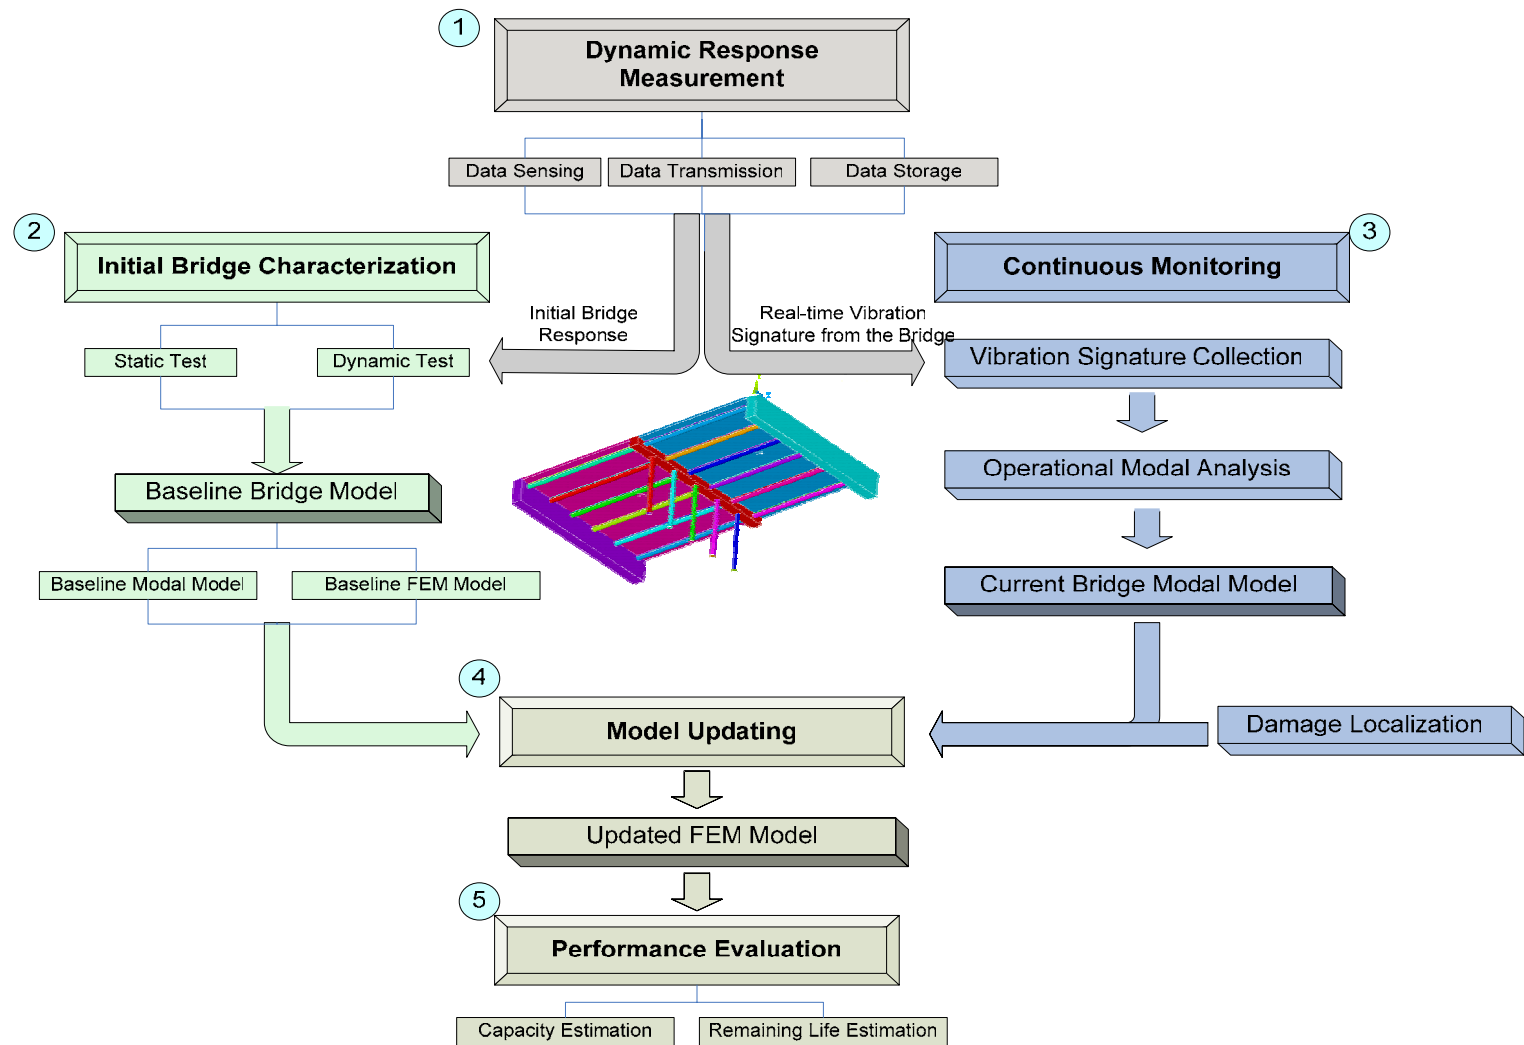 1
Dynamic Response
Measurement
Data Sensing
Data Transmission
Data Storage
2
Initial Bridge Characterization
Static Test
Dynamic Test
Initial Bridge
Response
Real-time Vibration
Signature from the Bridge
3
Continuous Monitoring
Vibration Signature Collection
Operational Modal Analysis
Current Bridge Modal Model
Damage Localization
Baseline Bridge Model
Baseline Modal Model
Baseline FEM Model
4
Model Updating
Updated FEM Model
5
Performance Evaluation
Capacity Estimation
Remaining Life Estimation